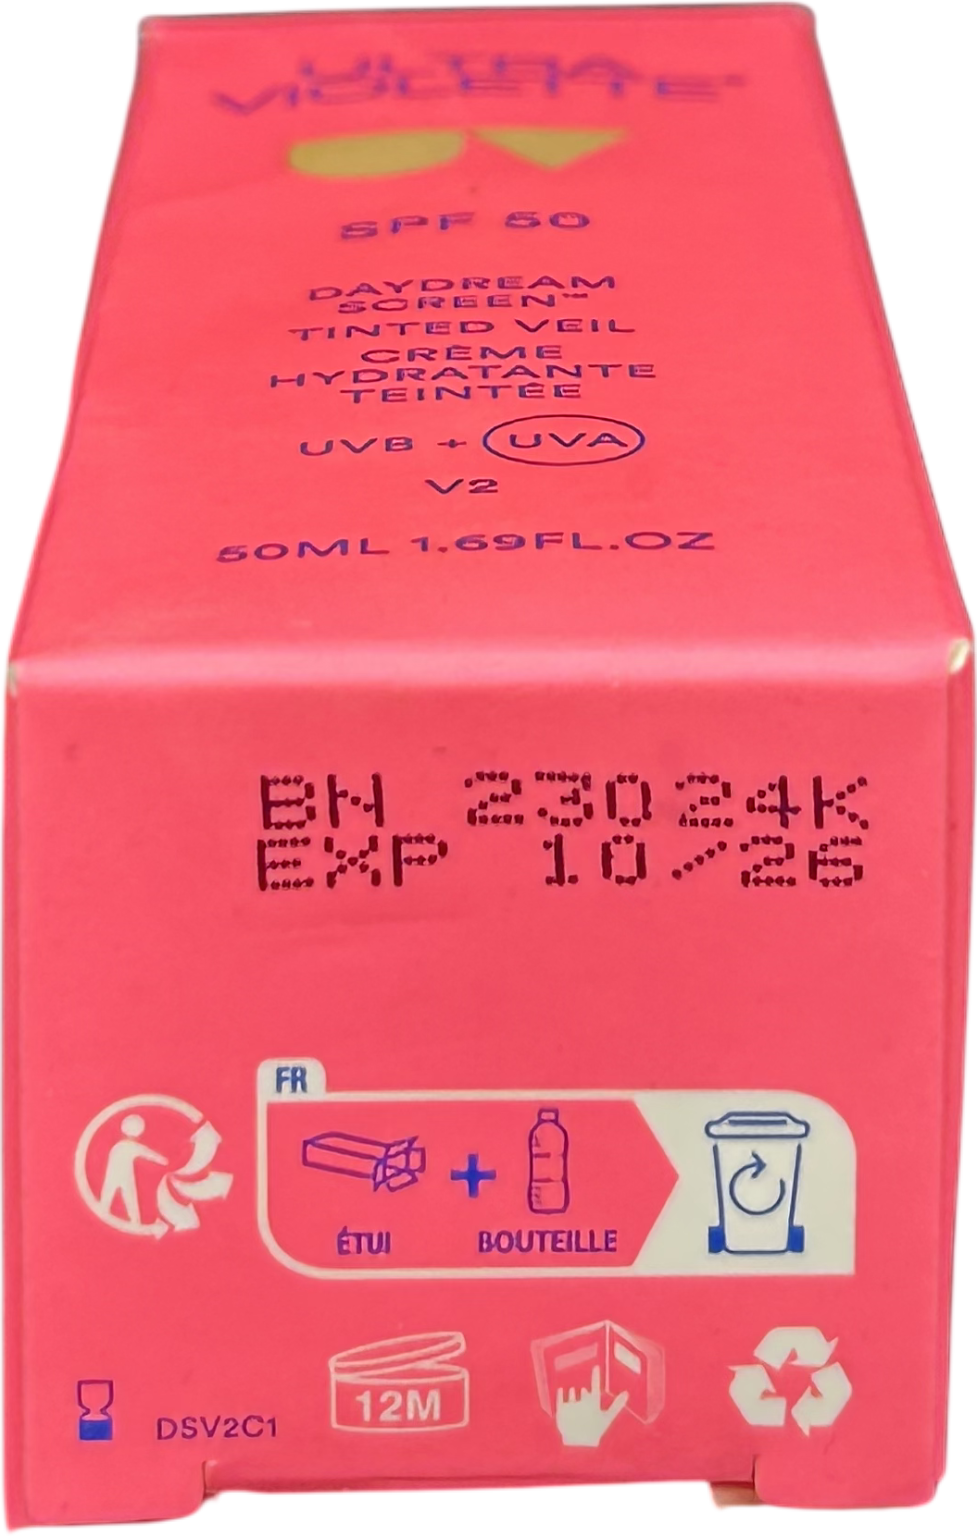 ULTRA
VIOLETTE®
SPF 50
DAYDREAM
SCREEN™
TINTED VEIL
CRÈME
HYDRATANTE
TEINTÉE
UVB + UVA
V2
50ML 1.69FL.OZ
BN 23024K
EXP 10/26
FR
ÉTUI + BOUTEILLE
DSV2C1
12M